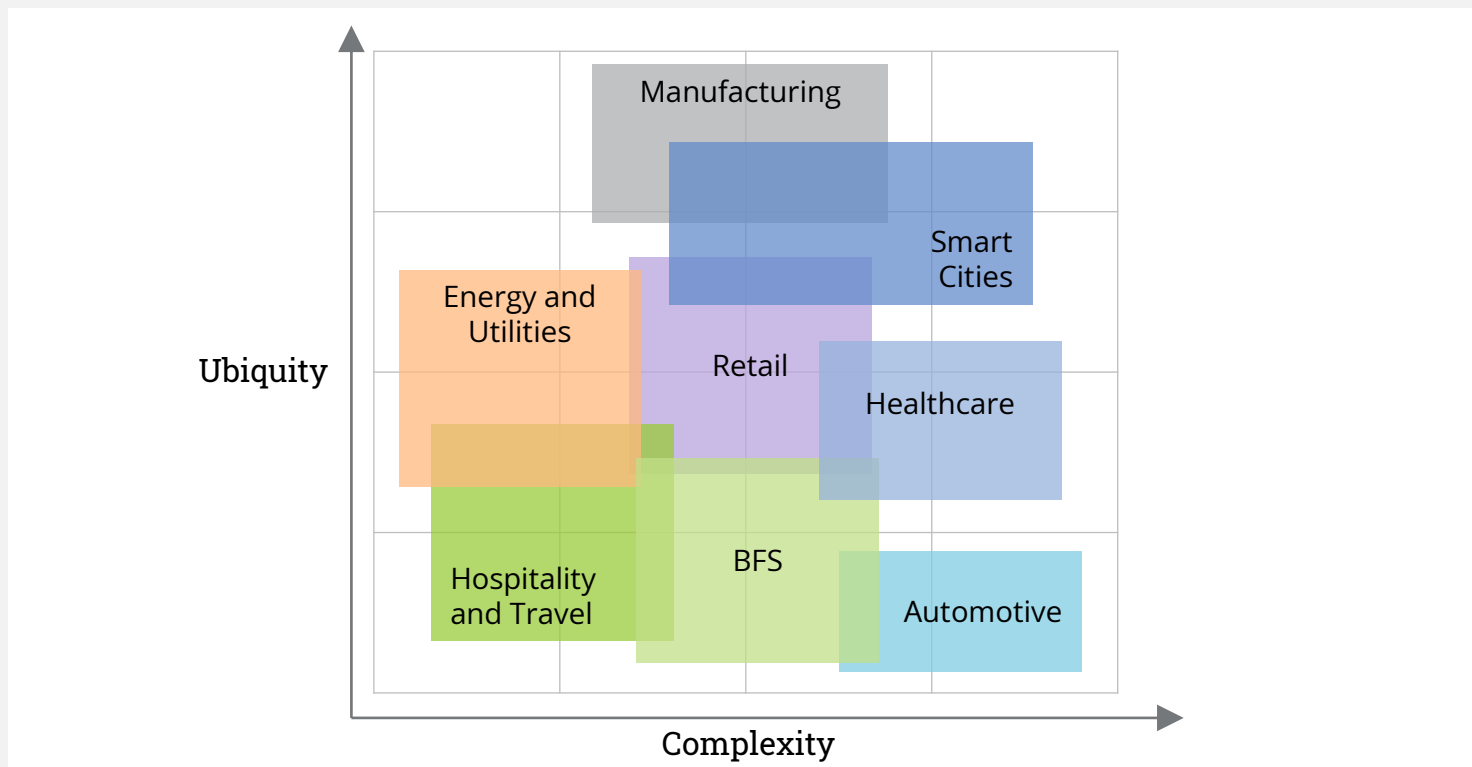 Manufacturing
Smart
Cities
Energy and
Utilities
Retail
Ubiquity
Healthcare
BFS
Hospitality
and Travel
Automotive
Complexity